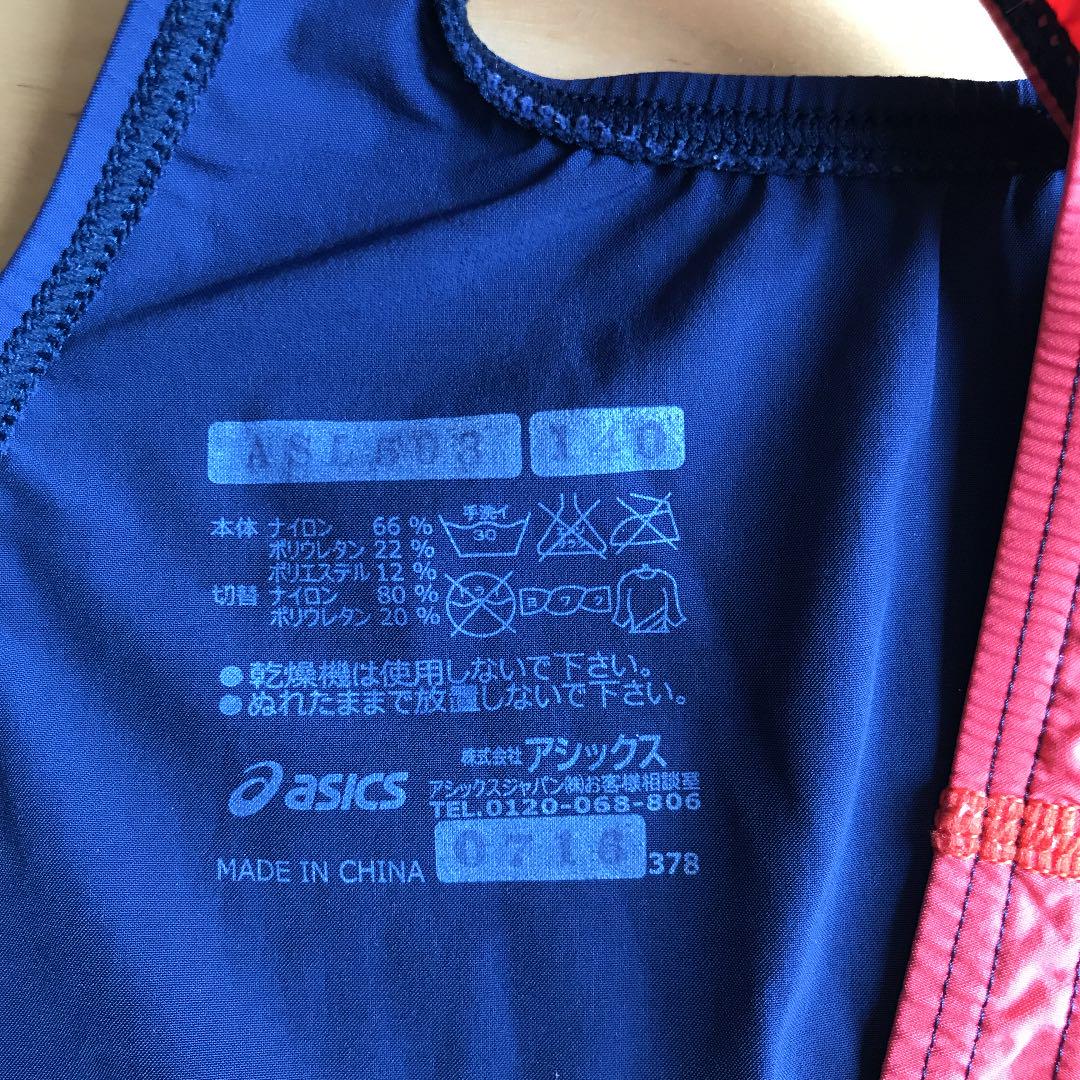 ASL503 140
本体 ナイロン 66 %
ポリウレタン 22 %
ポリエステル 12 %
切替 ナイロン 80 %
ポリウレタン 20 %
手洗イ
30
ヨワク
●乾燥機は使用しないで下さい。
●ぬれたままで放置しないで下さい。
株式会社 アシックス
asics
アシックスジャパン㈱お客様相談室
TEL.0120-068-806
MADE IN CHINA 0716 378